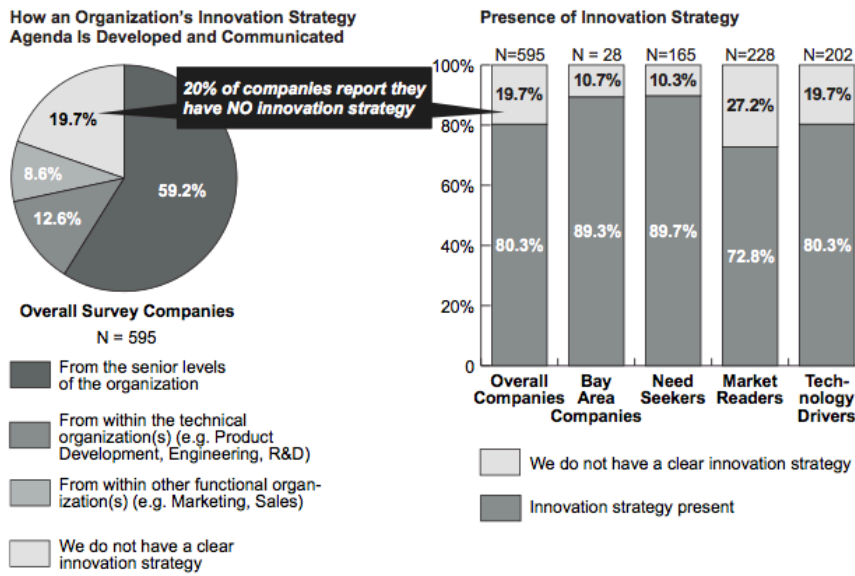 How an Organization's Innovation Strategy
Agenda Is Developed and Communicated
20% of companies report they
have NO innovation strategy
19.7%
8.6%
12.6%
59.2%
Overall Survey Companies
N = 595
From the senior levels
of the organization
From within the technical
organization(s) (e.g. Product
Development, Engineering, R&D)
From within other functional organ-
ization(s) (e.g. Marketing, Sales)
We do not have a clear
innovation strategy
Presence of Innovation Strategy
N=595 N = 28 N=165 N=228 N=202
100%
80%
60%
40%
20%
0
19.7% 10.7% 10.3% 27.2% 19.7%
80.3% 89.3% 89.7% 72.8% 80.3%
Overall
Companies
Bay
Area
Companies
Need
Seekers
Market
Readers
Tech-
nology
Drivers
We do not have a clear innovation strategy
Innovation strategy present